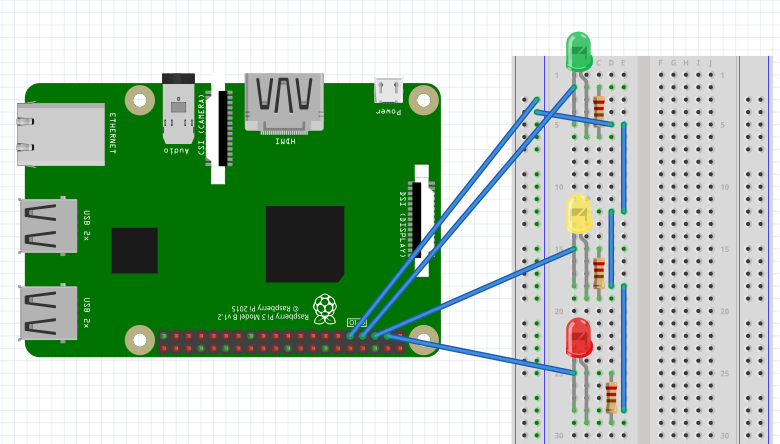 ETHERNET
Audio
CSI (CAMERA)
HDMI
Power
DSI (DISPLAY)
USB 2x
USB 2x
Raspberry Pi 3 Model B v1.2
© Raspberry Pi 2015
GPIO
C D E
F G H I J
1
1
5
5
10
10
15
15
20
20
25
25
30
30